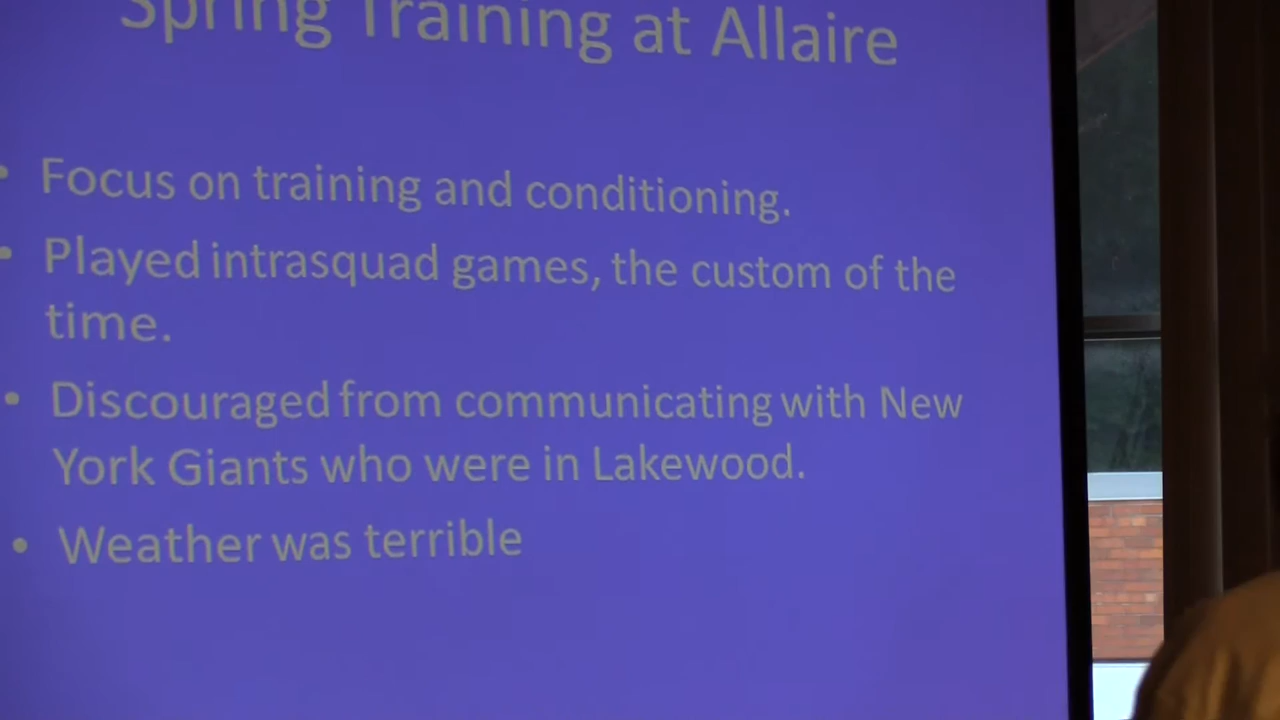 Spring Training at Allaire
• Focus on training and conditioning.
• Played intrasquad games, the custom of the
time.
• Discouraged from communicating with New
York Giants who were in Lakewood.
• Weather was terrible